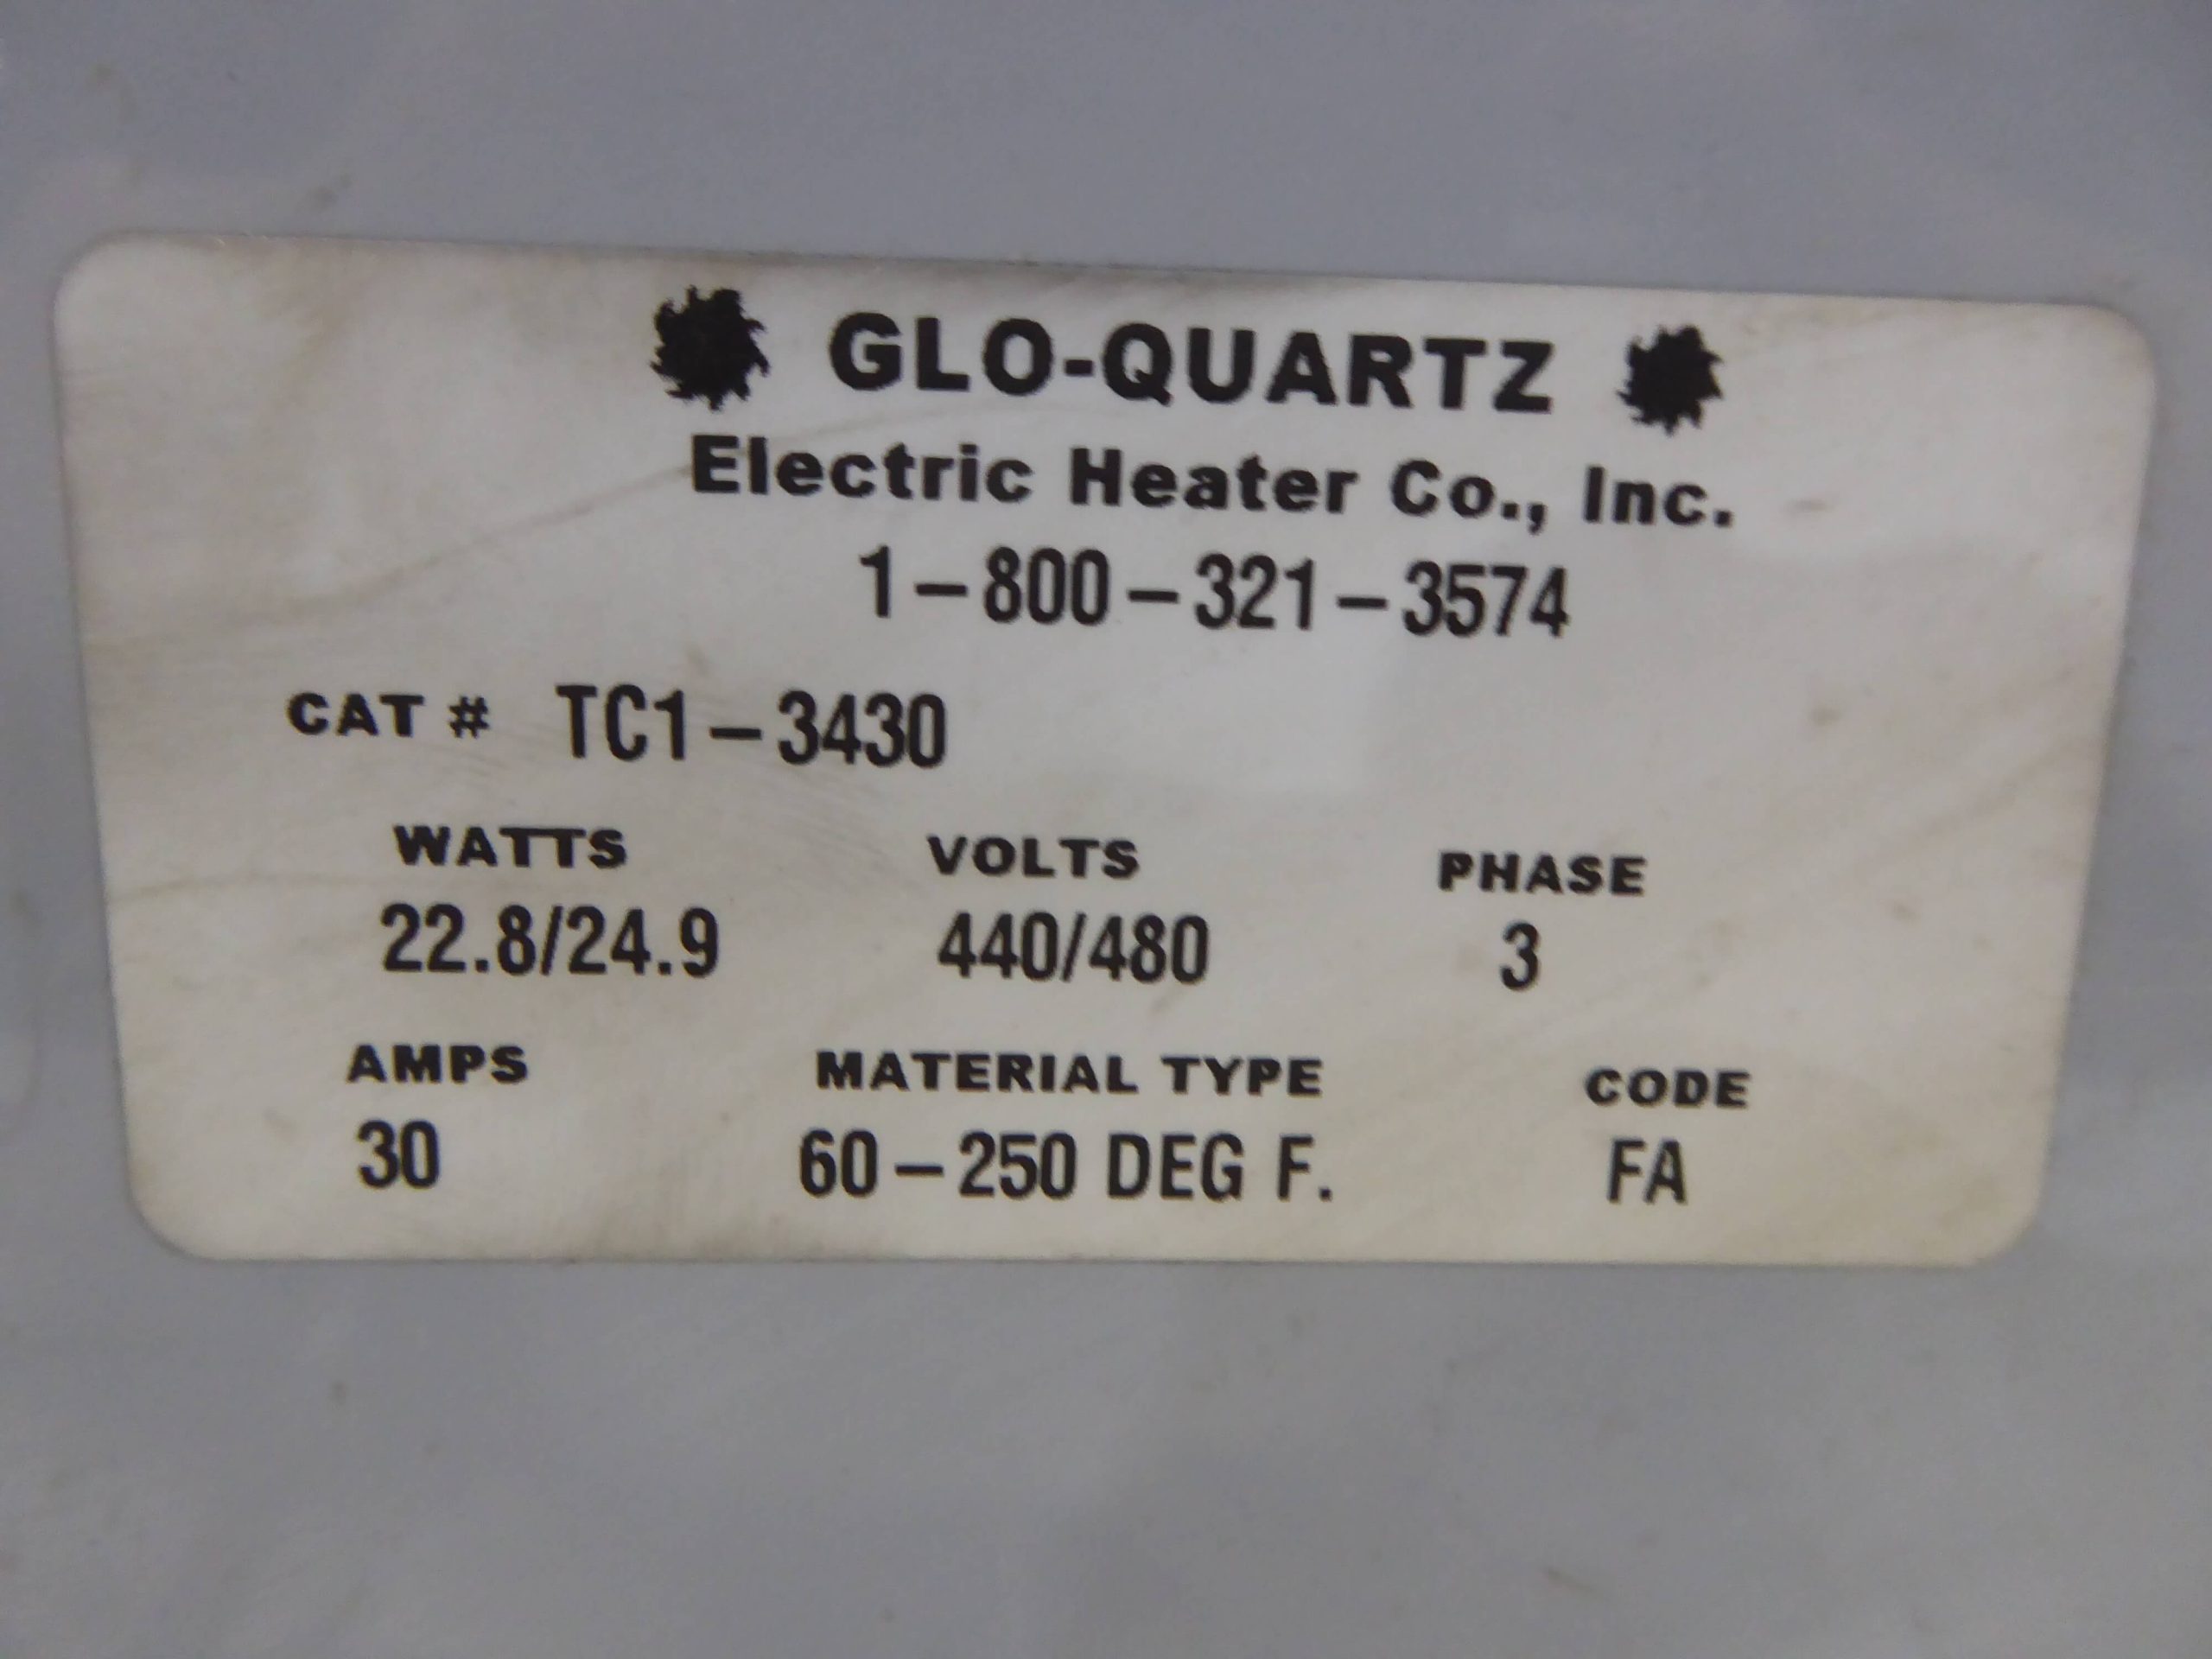 GLO-QUARTZ
Electric Heater Co., Inc.
1-800-321-3574
CAT # TC1-3430
WATTS VOLTS PHASE
22.8/24.9 440/480 3
AMPS MATERIAL TYPE CODE
30 60-250 DEG F. FA